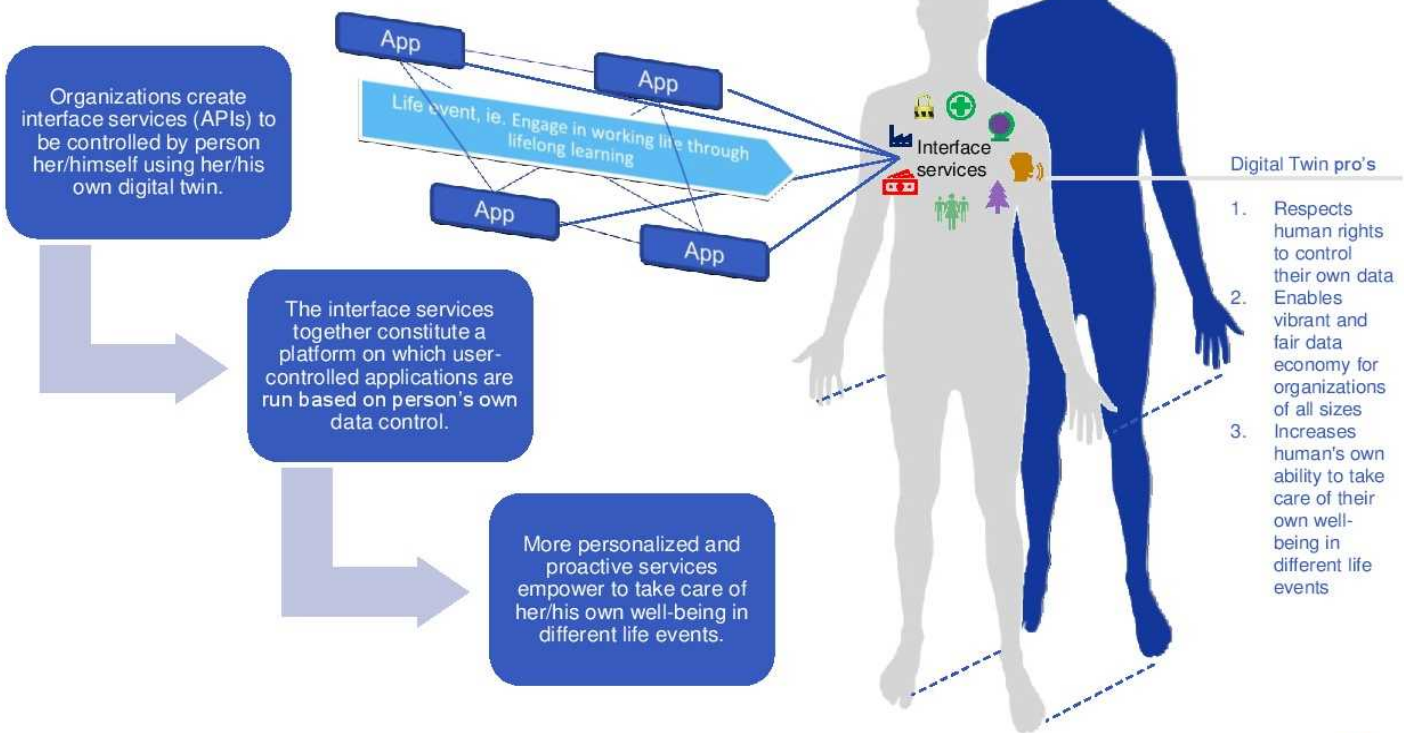 App
App
Life event, ie. Engage in working life through
lifelong learning
App
App
Organizations create
interface services (APIs) to
be controlled by person
her/himself using her/his
own digital twin.
The interface services
together constitute a
platform on which user-
controlled applications are
run based on person's own
data control.
More personalized and
proactive services
empower to take care of
her/his own well-being in
different life events.
Interface
services
Digital Twin pro's
1. Respects
human rights
to control
their own data
2. Enables
vibrant and
fair data
economy for
organizations
of all sizes
3. Increases
human's own
ability to take
care of their
own well-
being in
different life
events